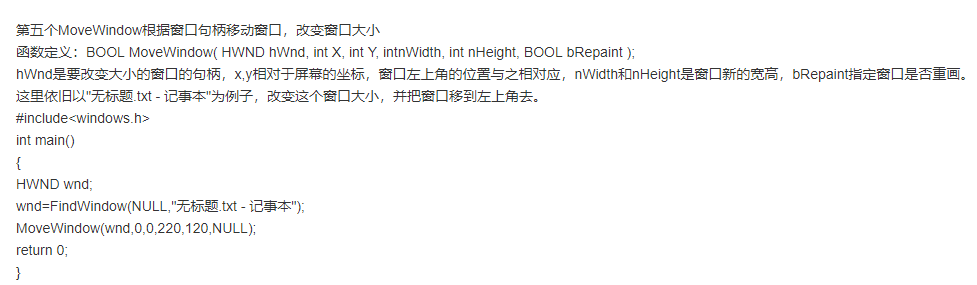 第五个MoveWindow根据窗口句柄移动窗口，改变窗口大小
函数定义：BOOL MoveWindow( HWND hWnd, int X, int Y, intnWidth, int nHeight, BOOL bRepaint );
hWnd是要改变大小的窗口的句柄，x,y相对于屏幕的坐标，窗口左上角的位置与之相对应，nWidth和nHeight是窗口新的宽高，bRepaint指定窗口是否重画。
这里依旧以"无标题.txt - 记事本"为例子，改变这个窗口大小，并把窗口移到左上角去。
#include<windows.h>
int main()
{
HWND wnd;
wnd=FindWindow(NULL,"无标题.txt - 记事本");
MoveWindow(wnd,0,0,220,120,NULL);
return 0;
}